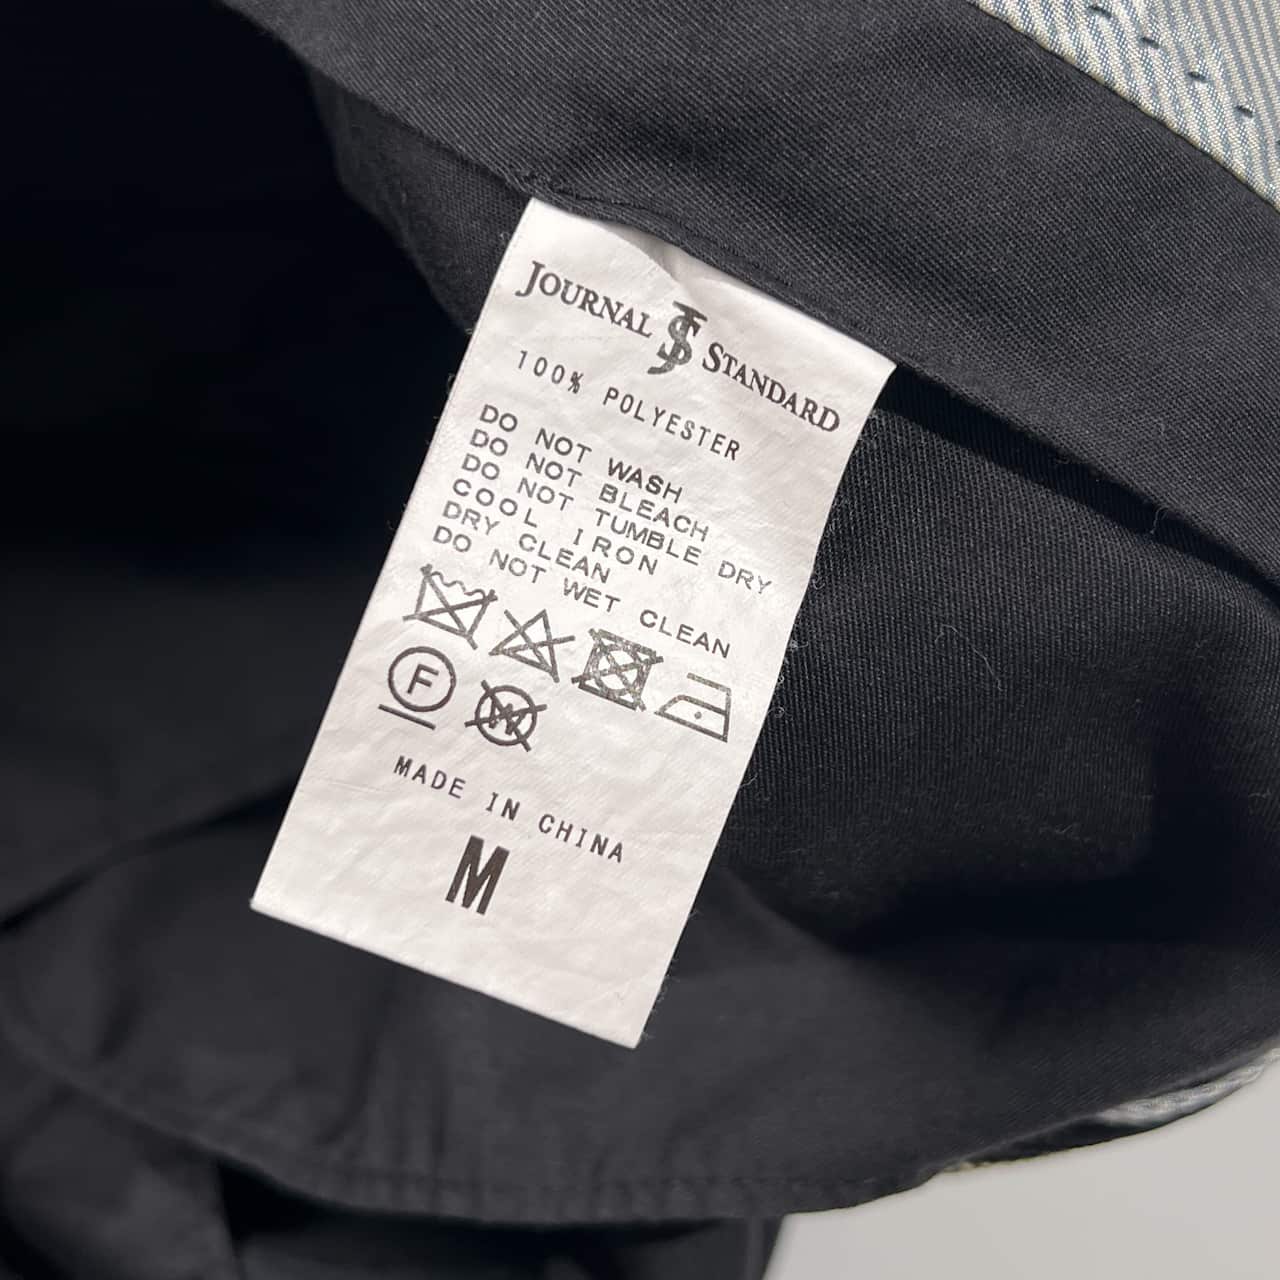 JOURNAL JS STANDARD
100% POLYESTER
DO NOT WASH
DO NOT BLEACH
DO NOT TUMBLE DRY
COOL IRON
DRY CLEAN
DO NOT WET CLEAN
F W
MADE IN CHINA
M